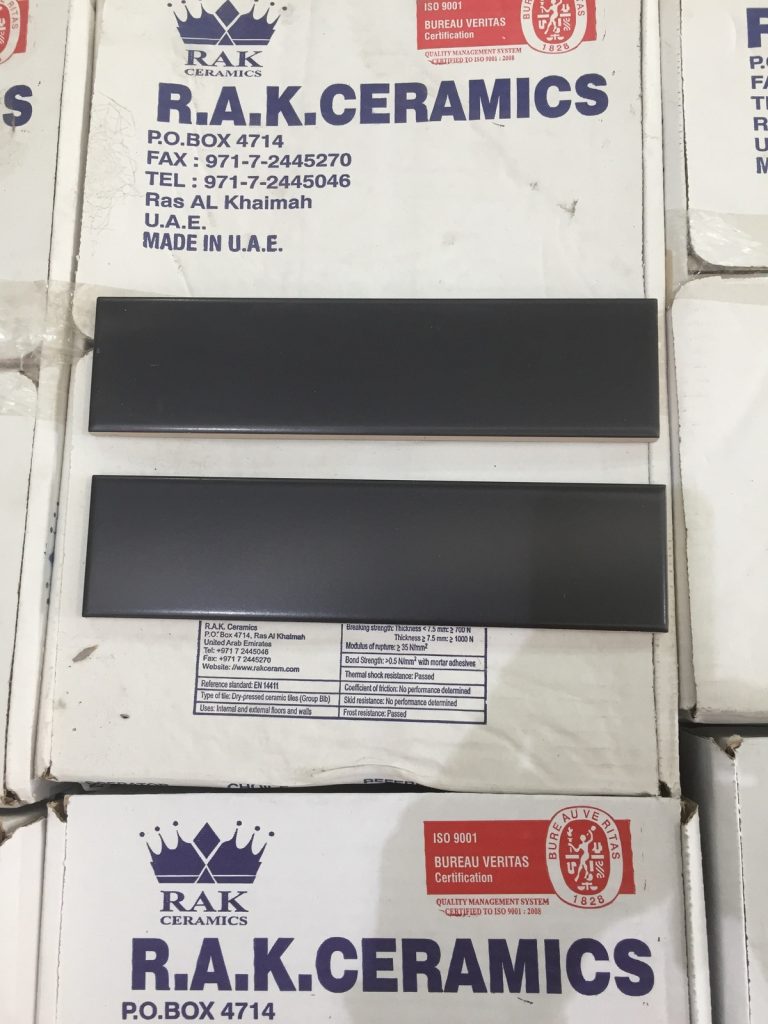 RAK
CERAMICS
ISO 9001
BUREAU VERITAS
Certification
1828
QUALITY MANAGEMENT SYSTEM
CERTIFIED TO ISO 9001 : 2008
R.A.K.CERAMICS
P.O.BOX 4714
FAX : 971-7-2445270
TEL : 971-7-2445046
Ras AL Khaimah
U.A.E.
MADE IN U.A.E.
S
R.A.K. Ceramics
P.O. Box 4714, Ras Al Khaimah
United Arab Emirates
Tel: +971 7 2445046
Fax: +971 7 2445270
Website: //www.rakceram.com
Reference standard: EN 14411
Type of tile: Dry-pressed ceramic tiles (Group BIb)
Uses: Internal and external floors and walls
Breaking strength: Thickness < 7.5 mm: ≥ 700 N
Thickness ≥ 7.5 mm: ≥ 1000 N
Modulus of rupture: ≥ 35 N/mm²
Bond Strength: >0.5 N/mm² with mortar adhesives
Thermal shock resistance: Passed
Coefficient of friction: No performance determined
Skid resistance: No performance determined
Frost resistance: Passed
RAK
CERAMICS
ISO 9001
BUREAU VERITAS
Certification
BUREAU VERITAS
1828
QUALITY MANAGEMENT SYSTEM
CERTIFIED TO ISO 9001 : 2008
R.A.K.CERAMICS
P.O.BOX 4714